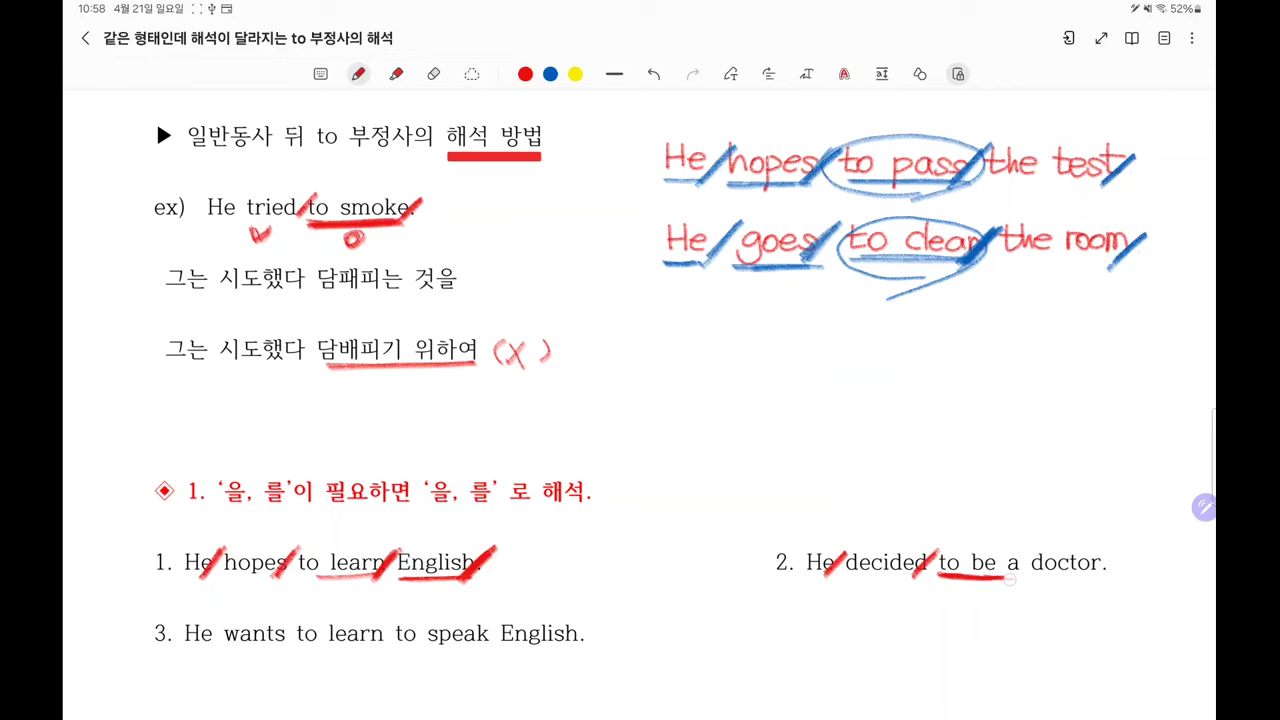 10:58 4월 21일 일요일
52%
같은 형태인데 해석이 달라지는 to 부정사의 해석
▶ 일반동사 뒤 to 부정사의 해석 방법
He / hopes / to pass / the test /
ex) He tried / to smoke /.
He / goes / to clean / the room /
그는 시도했다 담패피는 것을
그는 시도했다 담배피기 위하여 (X)
◈ 1. ‘을, 를’이 필요하면 ‘을, 를’ 로 해석.
1. He / hopes / to learn / English /.
2. He / decided / to be a doctor.
3. He wants to learn to speak English.